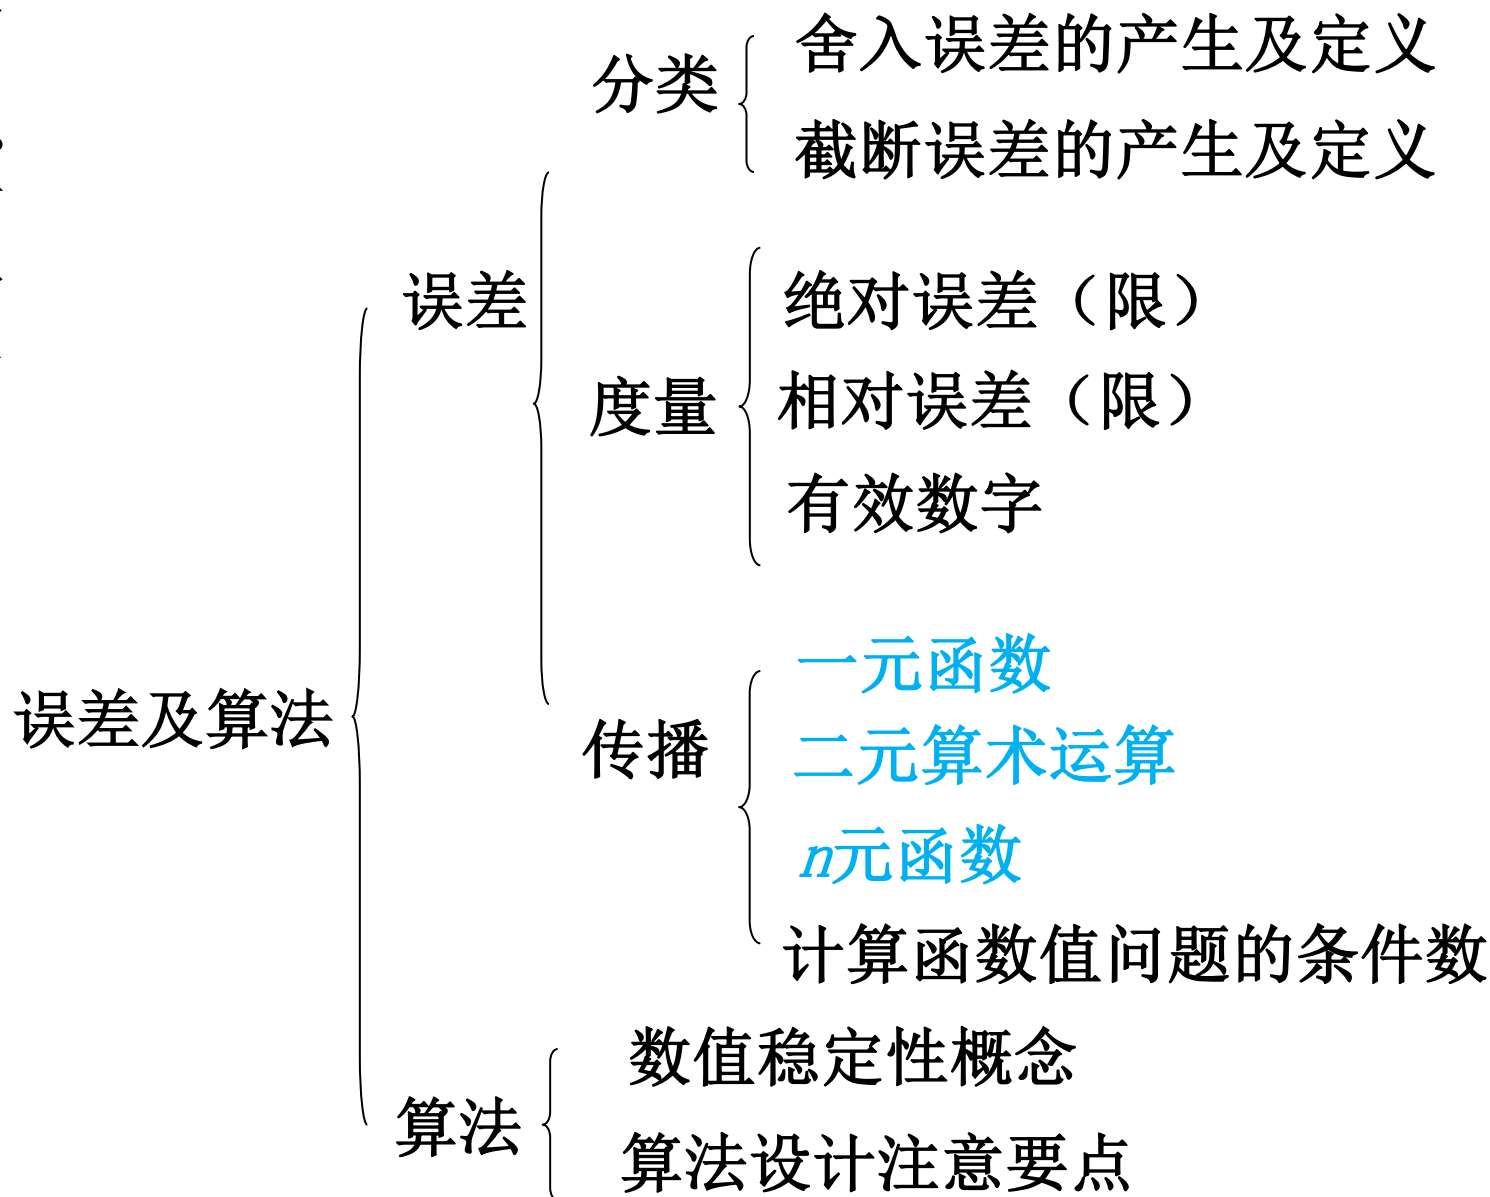 分类
舍入误差的产生及定义
截断误差的产生及定义
误差
度量
绝对误差（限）
相对误差（限）
有效数字
误差及算法
传播
一元函数
二元算术运算
n元函数
计算函数值问题的条件数
算法
数值稳定性概念
算法设计注意要点